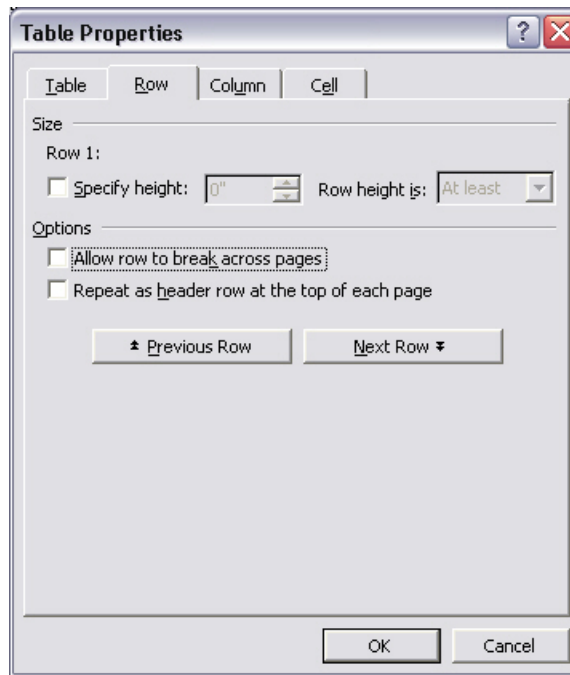 Table Properties ?
Table Row Column Cell
Size
Row 1:
Specify height: 0" Row height is: At least
Options
Allow row to break across pages
Repeat as header row at the top of each page
Previous Row Next Row
OK Cancel